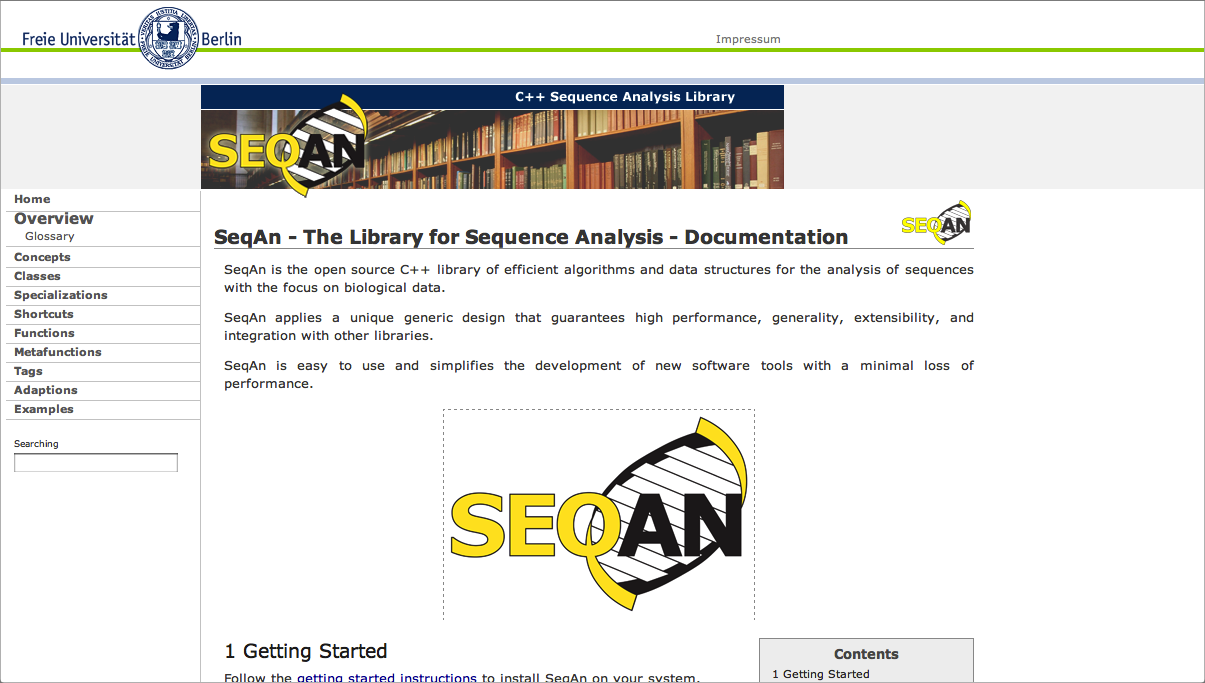 Freie Universität Berlin
Impressum
C++ Sequence Analysis Library
SEQAN
Home
Overview
Glossary
Concepts
Classes
Specializations
Shortcuts
Functions
Metafunctions
Tags
Adaptions
Examples
Searching
SEQAN
SeqAn - The Library for Sequence Analysis - Documentation
SeqAn is the open source C++ library of efficient algorithms and data structures for the analysis of sequences
with the focus on biological data.
SeqAn applies a unique generic design that guarantees high performance, generality, extensibility, and
integration with other libraries.
SeqAn is easy to use and simplifies the development of new software tools with a minimal loss of
performance.
SEQAN
1 Getting Started
Follow the getting started instructions to install SeqAn on your system.
Contents
1 Getting Started